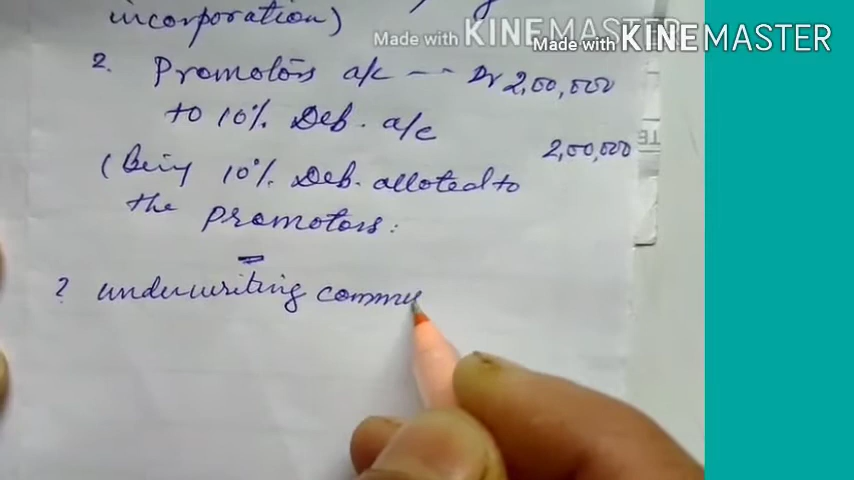 incorporation)
Made with KINEMASTER
Made with KINEMASTER
2. Promotors a/c -- Dr 2,00,000
to 10% Deb. a/c
2,00,000
(Being 10% Deb. alloted to
the promotors.
? underwriting commi